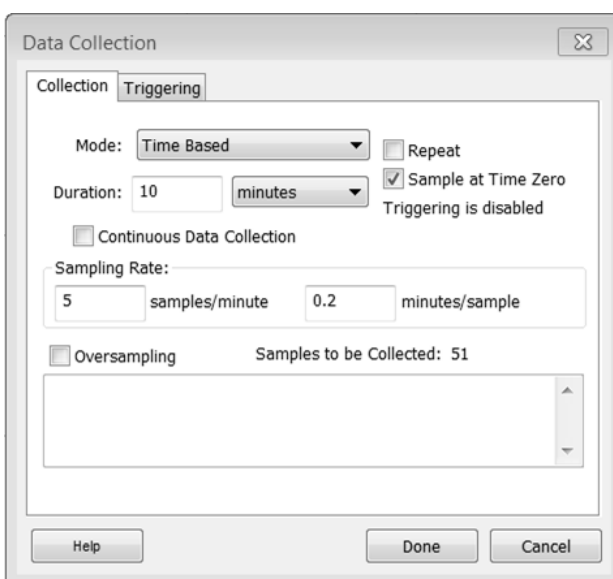 Data Collection
Collection Triggering
Mode: Time Based Repeat
Duration: 10 minutes Sample at Time Zero
Triggering is disabled
Continuous Data Collection
Sampling Rate:
5 samples/minute 0.2 minutes/sample
Oversampling Samples to be Collected: 51
Help Done Cancel